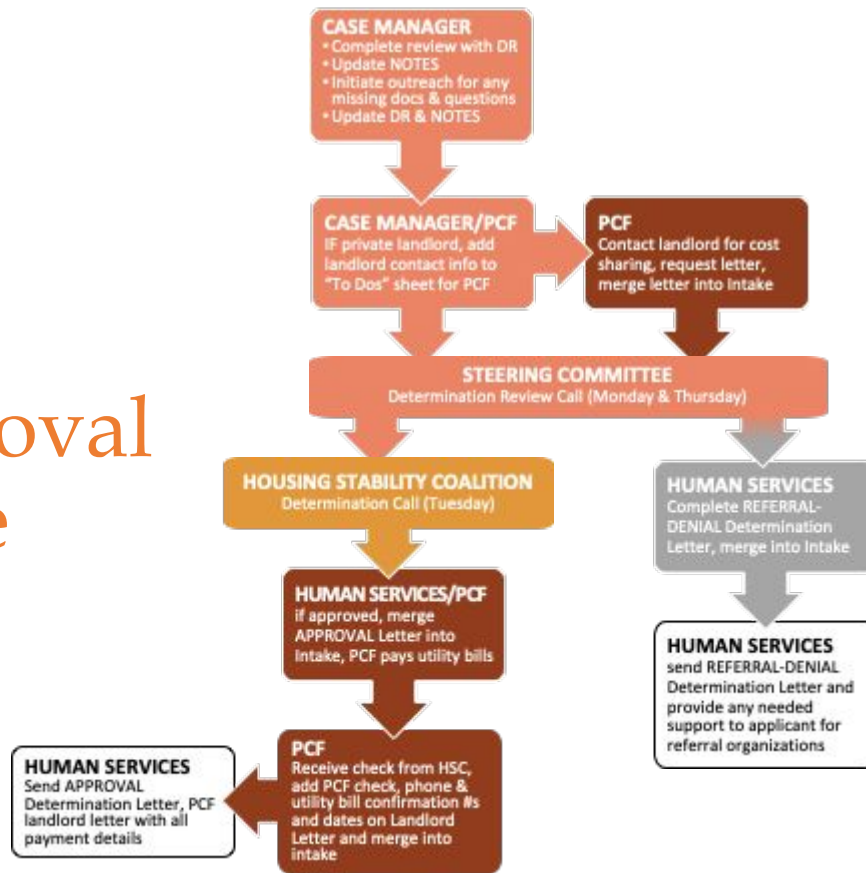 CASE MANAGER
• Complete review with DR
• Update NOTES
• Initiate outreach for any
missing docs & questions
• Update DR & NOTES
CASE MANAGER/PCF
IF private landlord, add
landlord contact info to
"To Dos" sheet for PCF
PCF
Contact landlord for cost
sharing, request letter,
merge letter into Intake
STEERING COMMITTEE
Determination Review Call (Monday & Thursday)
oval
e
HOUSING STABILITY COALITION
Determination Call (Tuesday)
HUMAN SERVICES
Complete REFERRAL-
DENIAL Determination
Letter, merge into Intake
HUMAN SERVICES/PCF
if approved, merge
APPROVAL Letter into
Intake, PCF pays utility bills
HUMAN SERVICES
send REFERRAL-DENIAL
Determination Letter and
provide any needed
support to applicant for
referral organizations
PCF
Receive check from HSC,
add PCF check, phone &
utility bill confirmation #s
and dates on Landlord
Letter and merge into
intake
HUMAN SERVICES
Send APPROVAL
Determination Letter, PCF
landlord letter with all
payment details